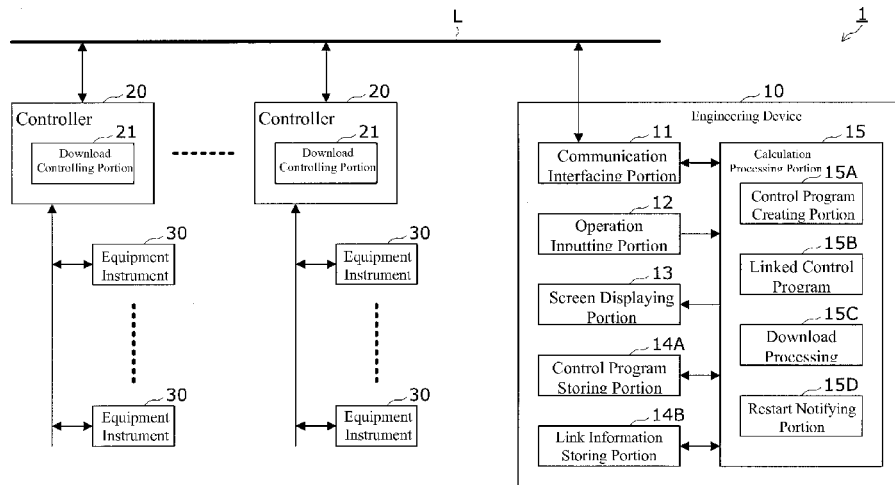 L
1
20
Controller
21
Download
Controlling Portion
20
Controller
21
Download
Controlling Portion
30
Equipment
Instrument
30
Equipment
Instrument
30
Equipment
Instrument
30
Equipment
Instrument
10
Engineering Device
11
Communication
Interfacing Portion
12
Operation
Inputting Portion
13
Screen Displaying
Portion
14A
Control Program
Storing Portion
14B
Link Information
Storing Portion
15
Calculation
Processing Portion
15A
Control Program
Creating Portion
15B
Linked Control
Program
15C
Download
Processing
15D
Restart Notifying
Portion